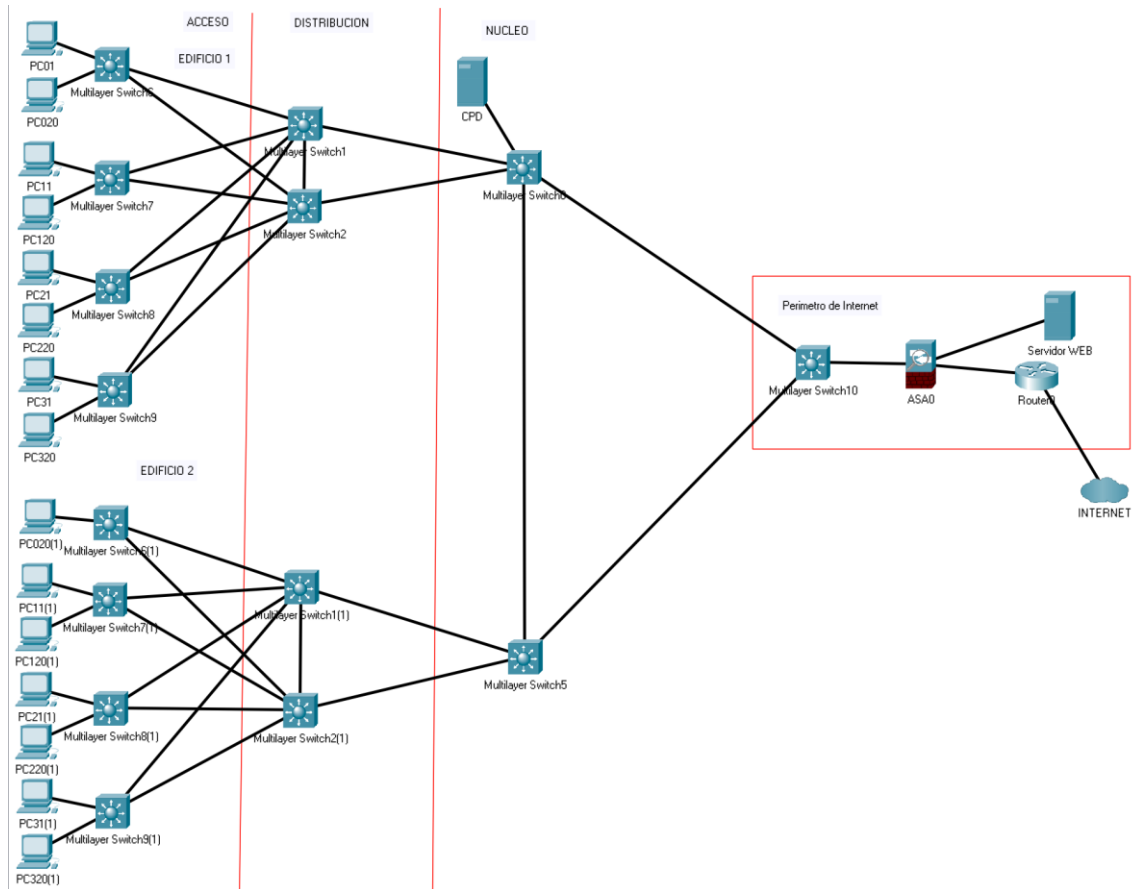 ACCESO
DISTRIBUCION
NUCLEO
EDIFICIO 1
PC01
Multilayer Switch6
PC020
CPD
Multilayer Switch1
PC11
Multilayer Switch7
PC120
Multilayer Switch0
Multilayer Switch2
PC21
Multilayer Switch8
PC220
PC31
Multilayer Switch9
PC320
Perimetro de Internet
Servidor WEB
Multilayer Switch10
ASA0
Router0
INTERNET
EDIFICIO 2
PC020(1)
Multilayer Switch6(1)
PC11(1)
Multilayer Switch7(1)
PC120(1)
Multilayer Switch1(1)
Multilayer Switch5
PC21(1)
Multilayer Switch8(1)
PC220(1)
Multilayer Switch2(1)
PC31(1)
Multilayer Switch9(1)
PC320(1)